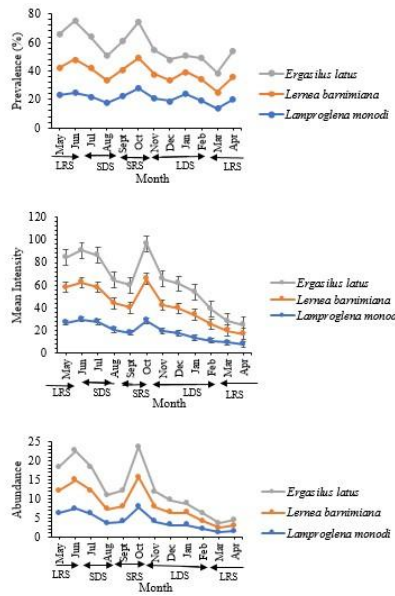 80
60
40
20
0
Prevalence (%)
May Jun Jul Aug Sept Oct Nov Dec Jan Feb Mar Apr
LRS SDS SRS LDS LRS
Month
Ergasilus latus
Lernea barnimiana
Lamproglena monodi
120
100
80
60
40
20
0
Mean Intensity
May Jun Jul Aug Sept Oct Nov Dec Jan Feb Mar Apr
LRS SDS SRS LDS LRS
Month
Ergasilus latus
Lernea barnimiana
Lamproglena monodi
25
20
15
10
5
0
Abundance
May Jun Jul Aug Sept Oct Nov Dec Jan Feb Mar Apr
LRS SDS SRS LDS LRS
Month
Ergasilus latus
Lernea barnimiana
Lamproglena monodi